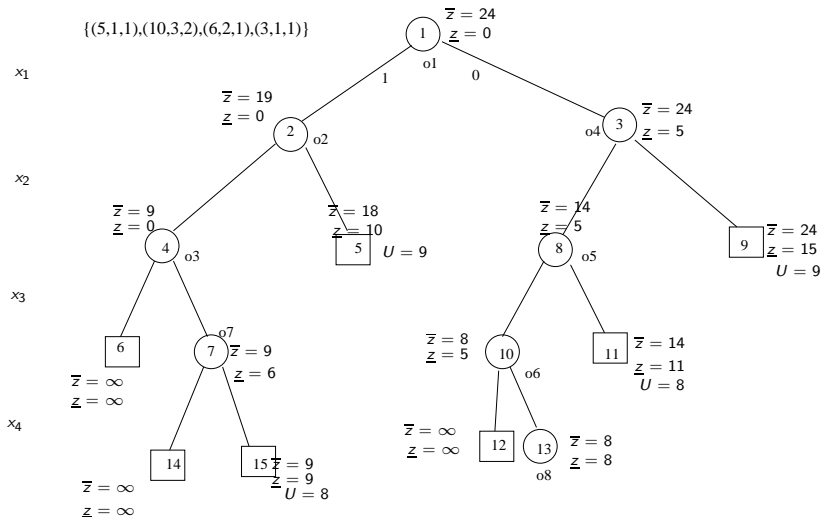 {(5,1,1),(10,3,2),(6,2,1),(3,1,1)}
1
z̅ = 24
z̲ = 0
o1
x₁
1
0
z̅ = 19
z̲ = 0
2
o2
o4
3
z̅ = 24
z̲ = 5
x₂
z̅ = 9
z̲ = 0
4
o3
z̅ = 18
z̲ = 10
5
U = 9
z̅ = 14
z̲ = 5
8
o5
9
z̅ = 24
z̲ = 15
U = 9
x₃
6
z̅ = ∞
z̲ = ∞
o7
7
z̅ = 9
z̲ = 6
z̅ = 8
z̲ = 5
10
o6
11
z̅ = 14
z̲ = 11
U = 8
x₄
14
z̅ = ∞
z̲ = ∞
15
z̅ = 9
z̲ = 9
U = 8
z̅ = ∞
z̲ = ∞
12
13
o8
z̅ = 8
z̲ = 8